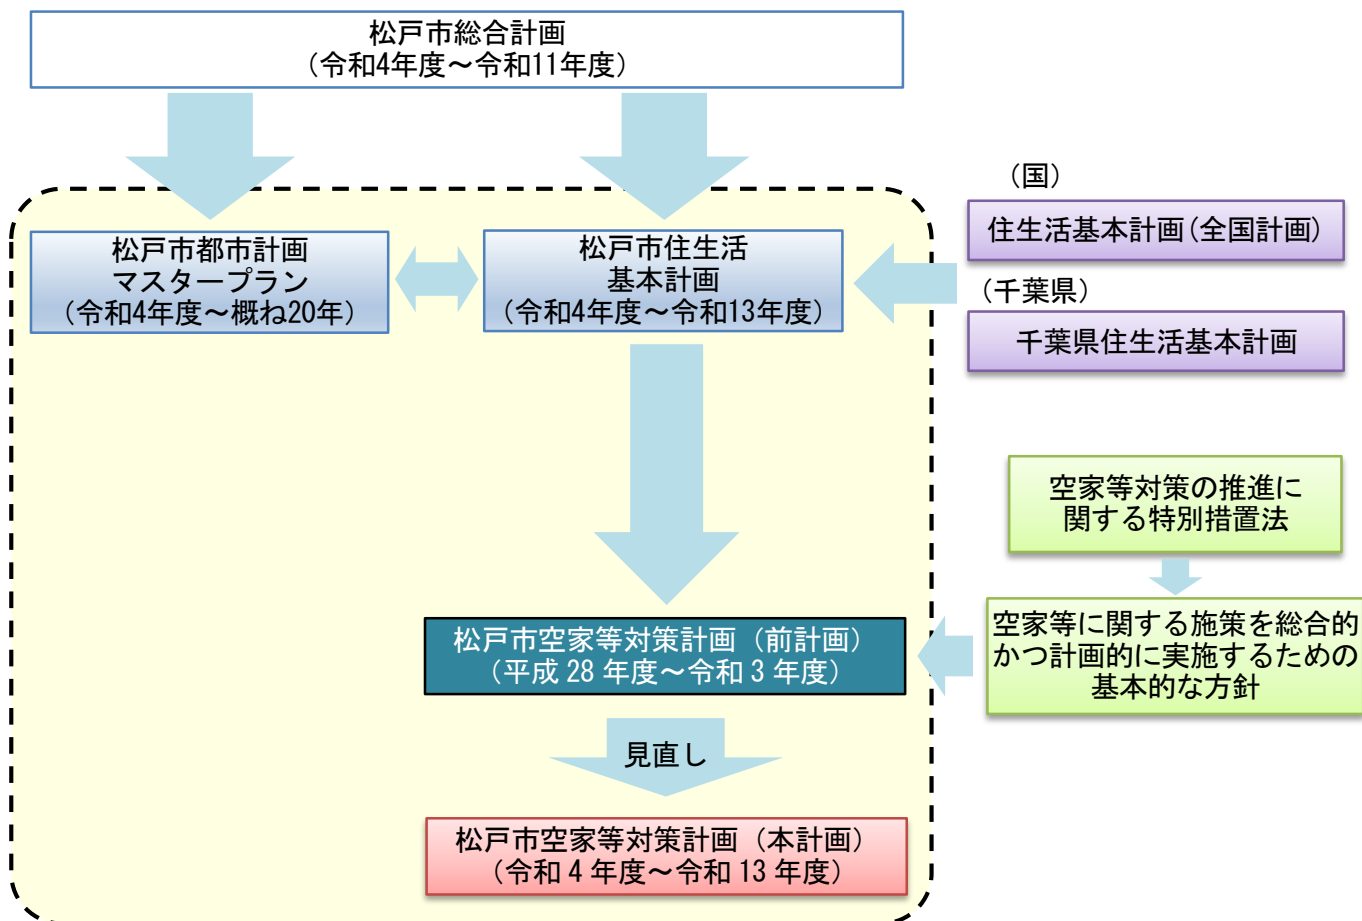 松戸市総合計画
（令和4年度～令和11年度）
松戸市都市計画
マスタープラン
（令和4年度～概ね20年）
松戸市住生活
基本計画
（令和4年度～令和13年度）
（国）
住生活基本計画（全国計画）
（千葉県）
千葉県住生活基本計画
空家等対策の推進に
関する特別措置法
空家等に関する施策を総合的
かつ計画的に実施するための
基本的な方針
松戸市空家等対策計画（前計画）
（平成 28 年度～令和 3 年度）
見直し
松戸市空家等対策計画（本計画）
（令和 4 年度～令和 13 年度）